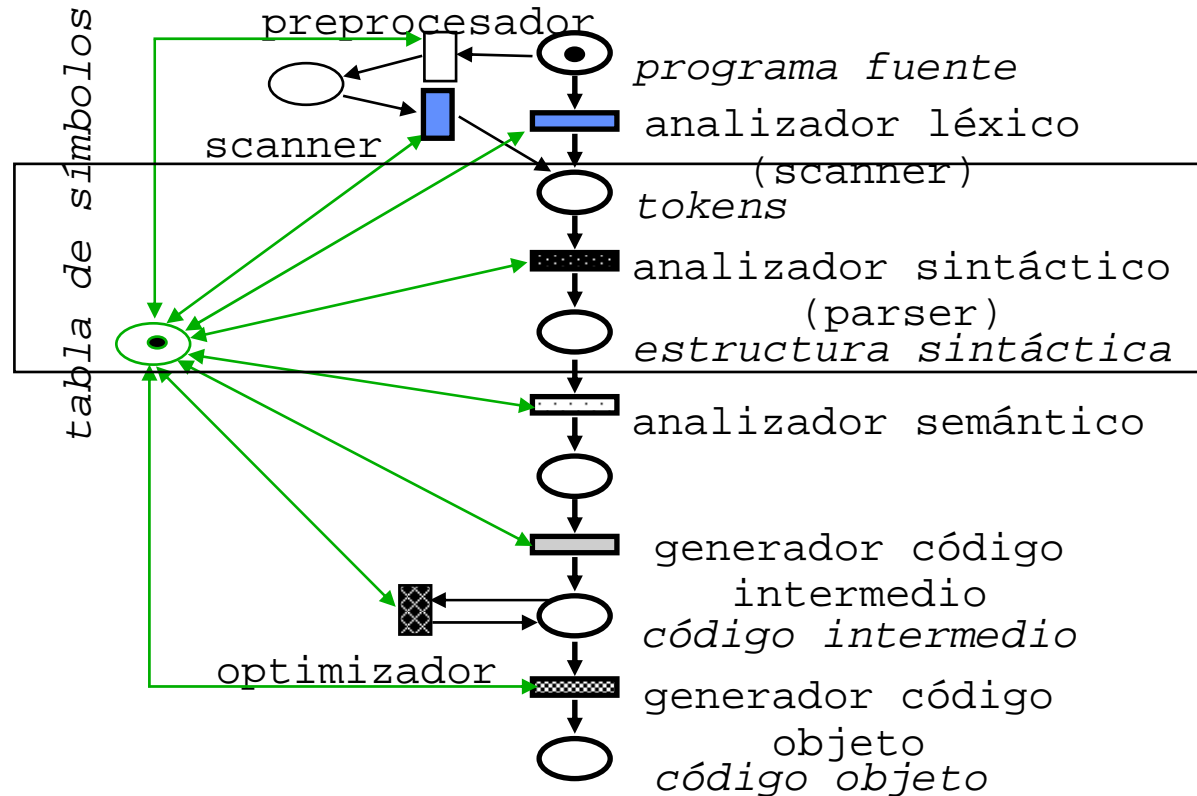 preprocesador
programa fuente
analizador léxico
(scanner)
scanner
tabla de símbolos
tokens
analizador sintáctico
(parser)
estructura sintáctica
analizador semántico
generador código
intermedio
código intermedio
optimizador
generador código
objeto
código objeto